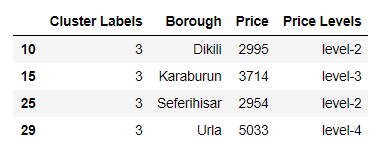 Cluster Labels Borough Price Price Levels
10 3 Dikili 2995 level-2
15 3 Karaburun 3714 level-3
25 3 Seferihisar 2954 level-2
29 3 Urla 5033 level-4